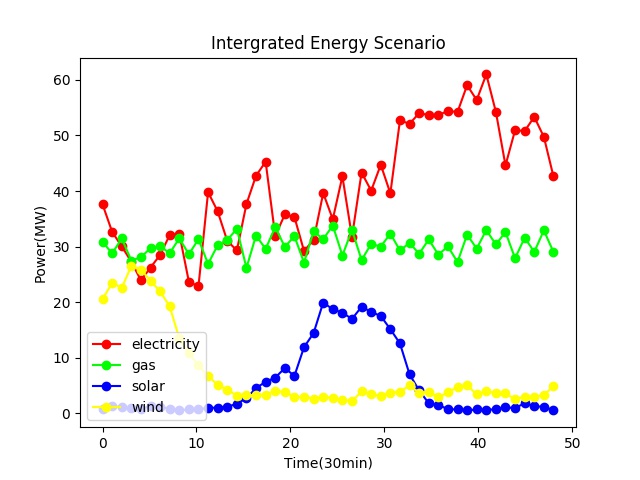 Intergrated Energy Scenario
Power(MW)
60
50
40
30
20
10
0
electricity
gas
solar
wind
0 10 20 30 40 50
Time(30min)